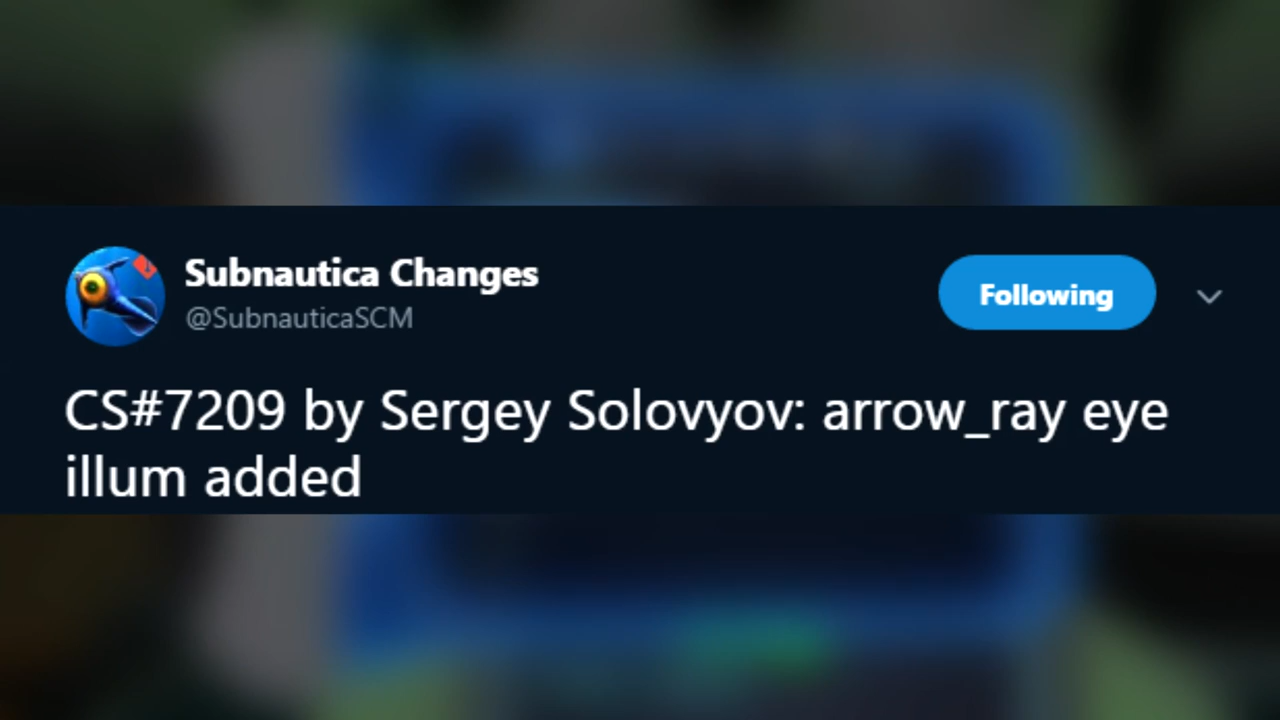 Subnautica Changes
@SubnauticaSCM
Following
CS#7209 by Sergey Solovyov: arrow_ray eye
illum added